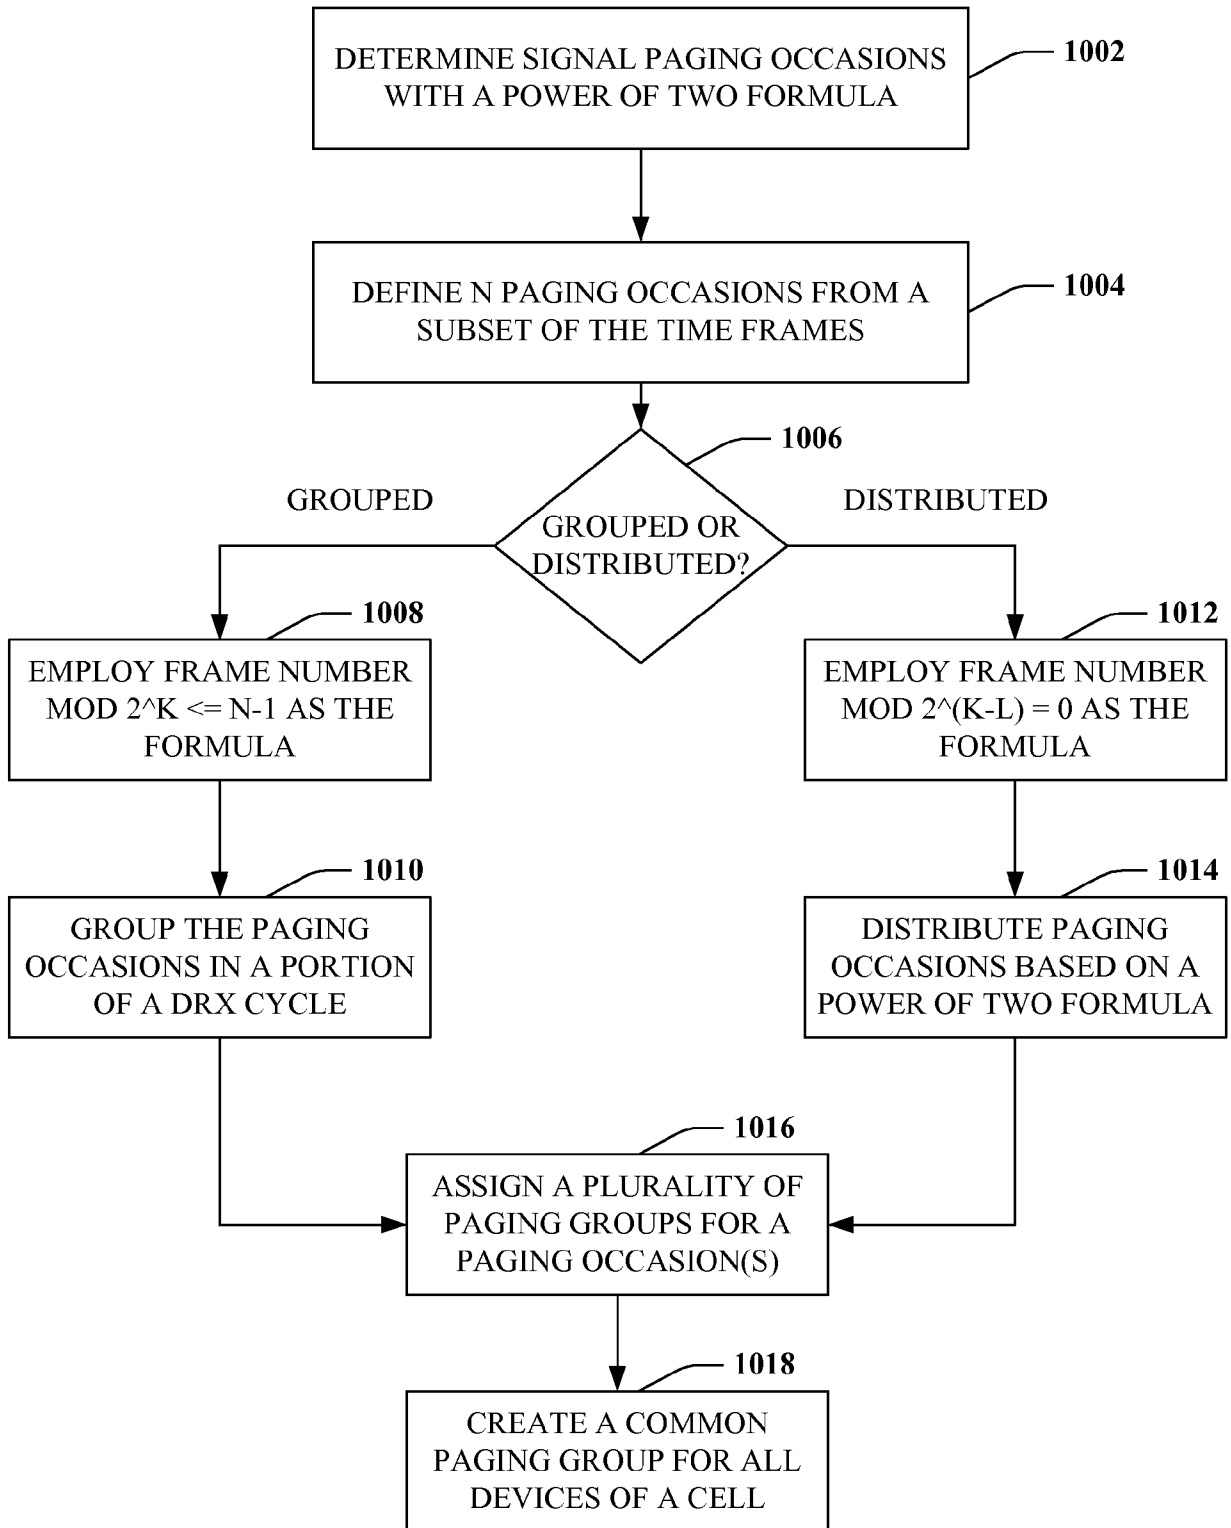 DETERMINE SIGNAL PAGING OCCASIONS
WITH A POWER OF TWO FORMULA
1002
DEFINE N PAGING OCCASIONS FROM A
SUBSET OF THE TIME FRAMES
1004
1006
GROUPED
DISTRIBUTED
GROUPED OR
DISTRIBUTED?
1008
EMPLOY FRAME NUMBER
MOD 2^K <= N-1 AS THE
FORMULA
1012
EMPLOY FRAME NUMBER
MOD 2^(K-L) = 0 AS THE
FORMULA
1010
GROUP THE PAGING
OCCASIONS IN A PORTION
OF A DRX CYCLE
1014
DISTRIBUTE PAGING
OCCASIONS BASED ON A
POWER OF TWO FORMULA
1016
ASSIGN A PLURALITY OF
PAGING GROUPS FOR A
PAGING OCCASION(S)
1018
CREATE A COMMON
PAGING GROUP FOR ALL
DEVICES OF A CELL